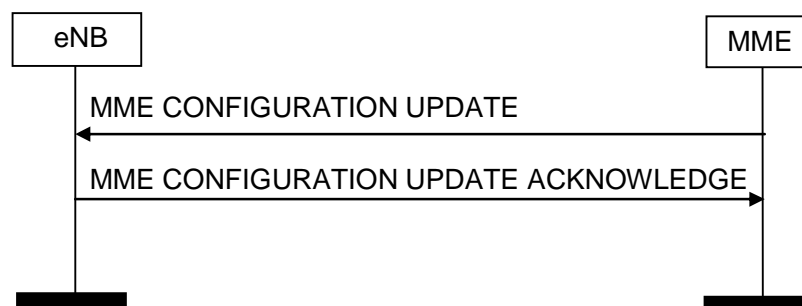 eNB
MME
MME CONFIGURATION UPDATE
MME CONFIGURATION UPDATE ACKNOWLEDGE